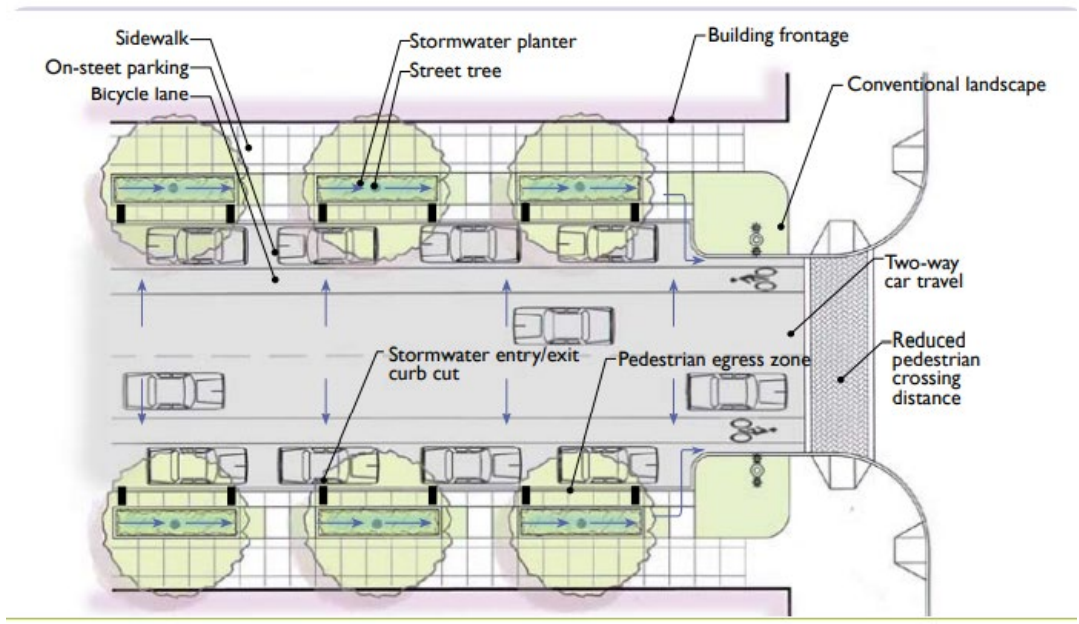 Sidewalk
On-steet parking
Bicycle lane
Stormwater planter
Street tree
Building frontage
Conventional landscape
Two-way
car travel
Reduced
pedestrian
crossing
distance
Stormwater entry/exit
curb cut
Pedestrian egress zone